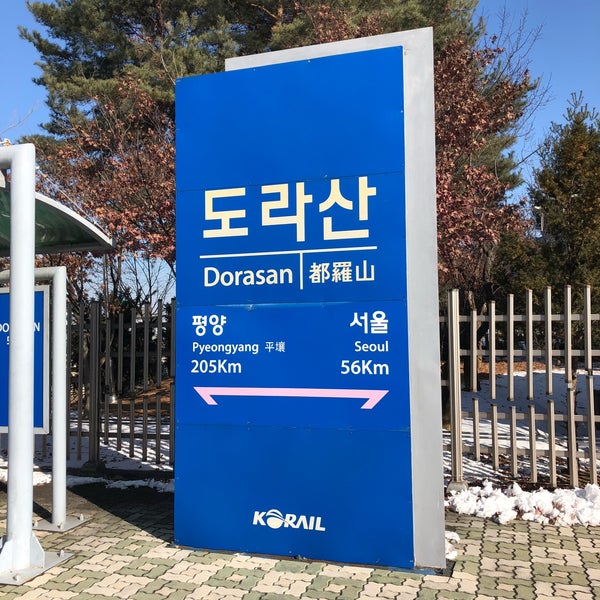 도라산
Dorasan 都羅山
평양 서울
Pyeongyang 平壤 Seoul
205Km 56Km
KORAIL